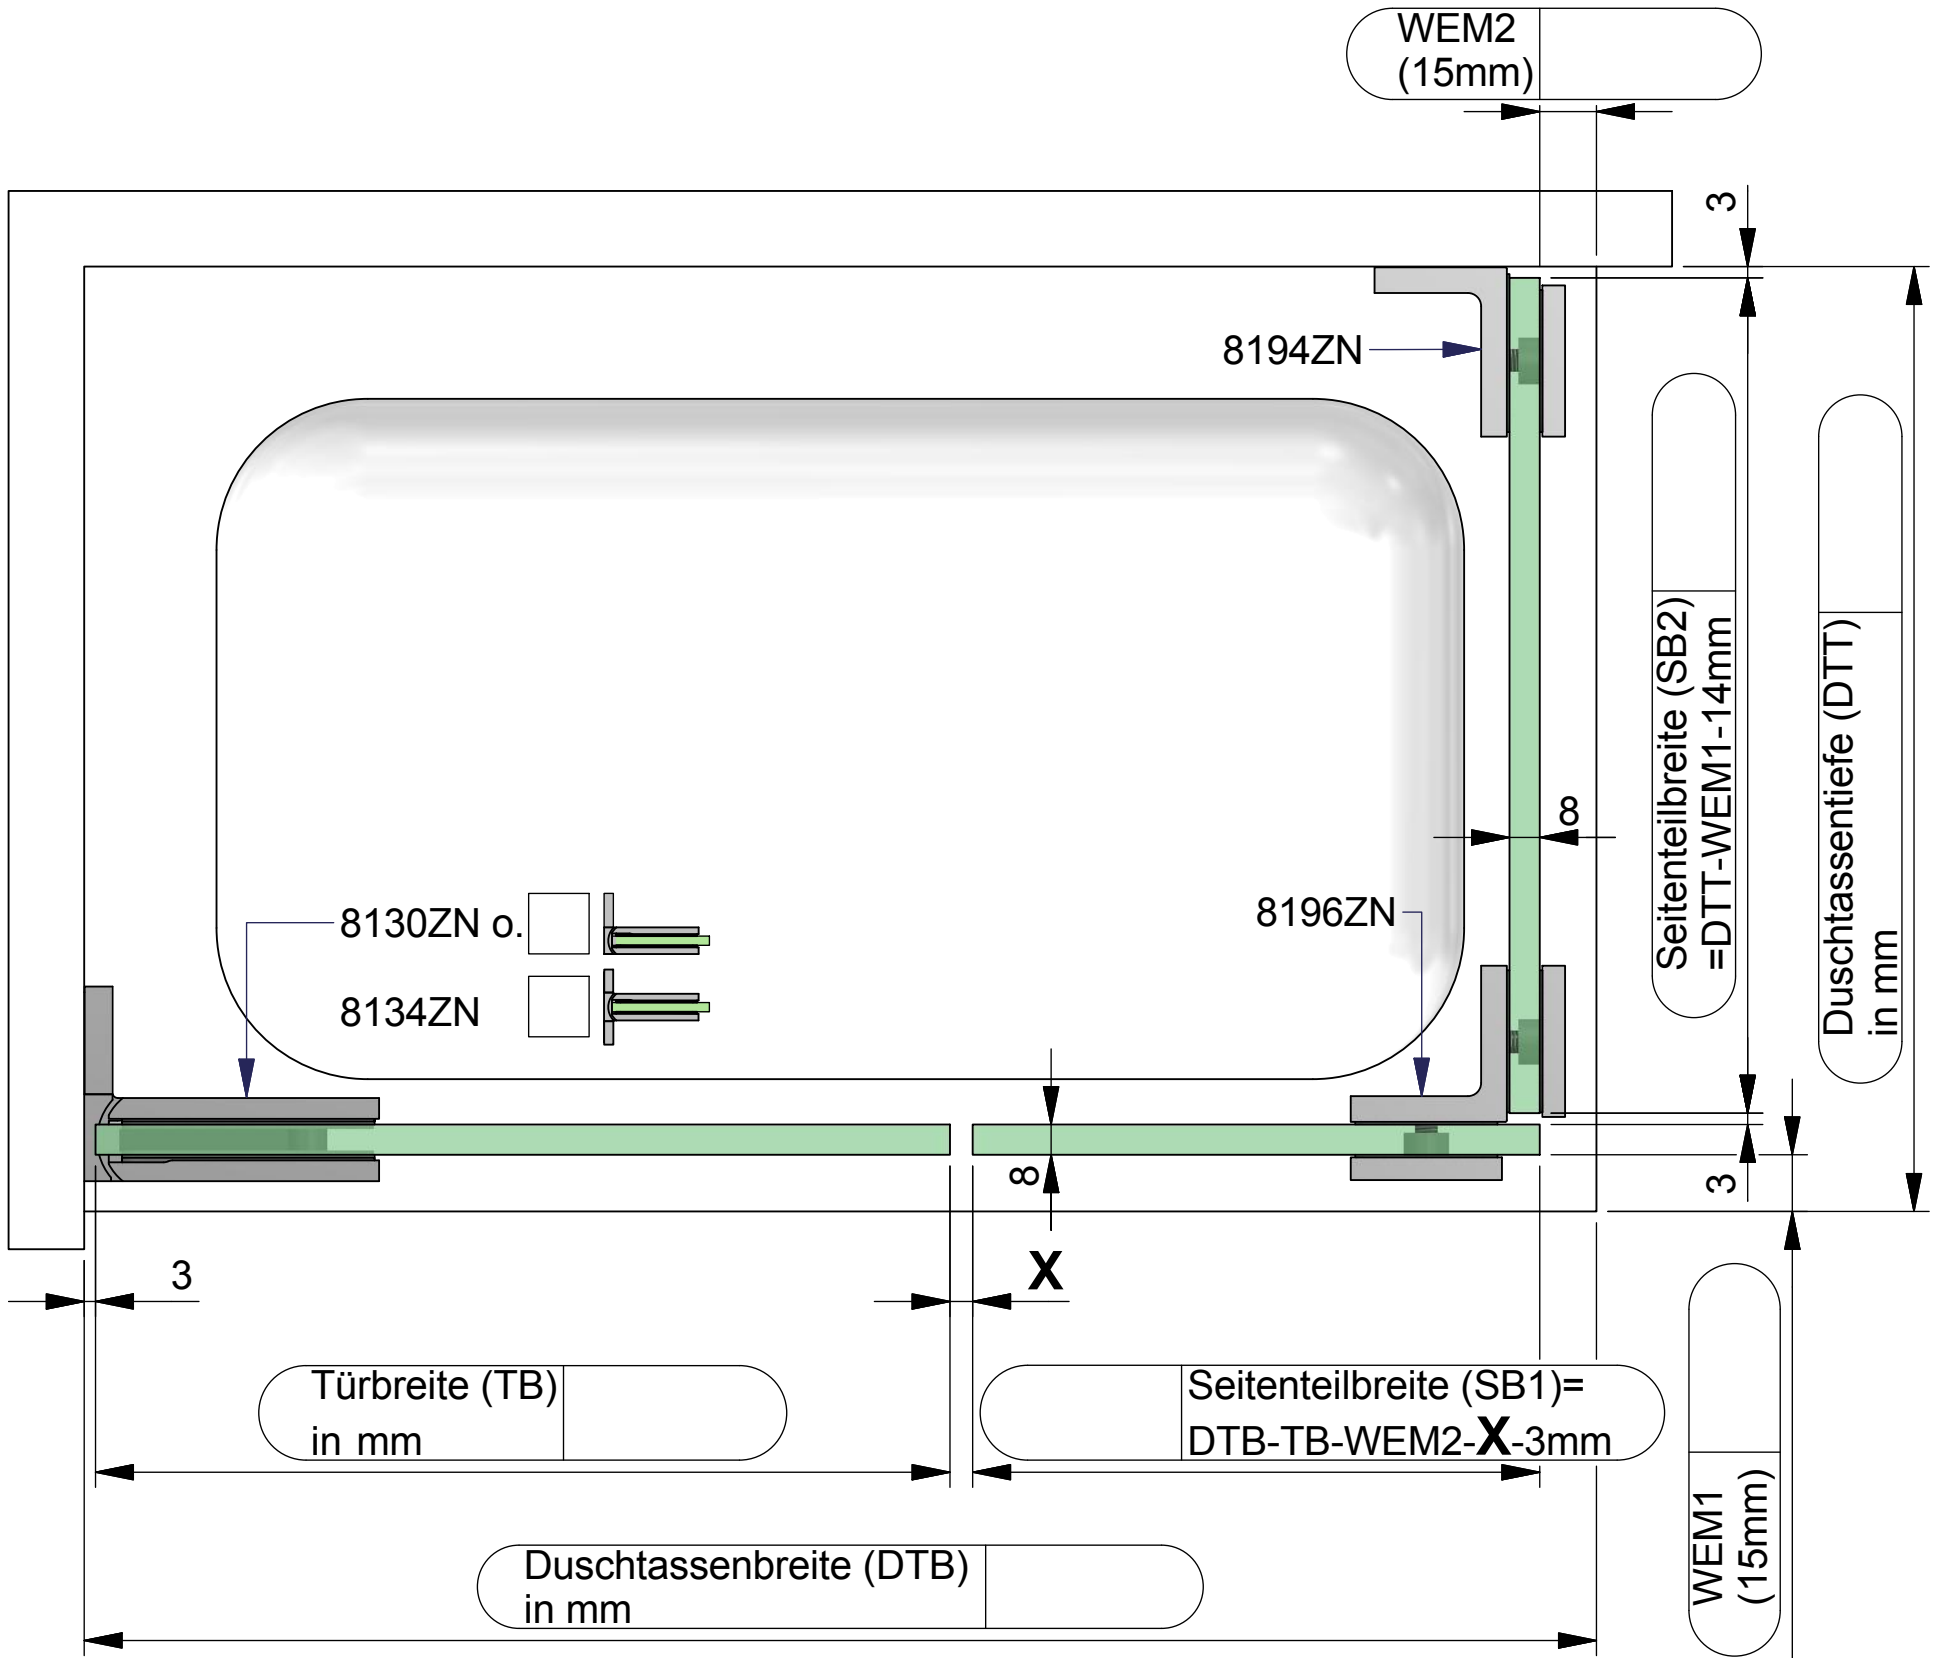 WEM2
(15mm)
3
8194ZN
Seitenteilbreite (SB2)
=DTT-WEM1-14mm
Duschtassentiefe (DTT)
in mm
8
8130ZN o.
8196ZN
8134ZN
8
3
3
X
Türbreite (TB)
in mm
Seitenteilbreite (SB1)=
DTB-TB-WEM2-X-3mm
WEM1
(15mm)
Duschtassenbreite (DTB)
in mm